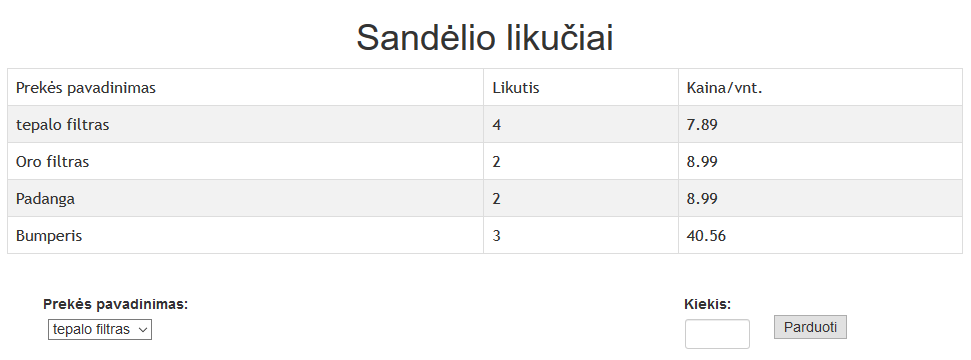 Sandėlio likučiai
Prekės pavadinimas Likutis Kaina/vnt.
tepalo filtras 4 7.89
Oro filtras 2 8.99
Padanga 2 8.99
Bumperis 3 40.56
Prekės pavadinimas: Kiekis:
tepalo filtras Parduoti